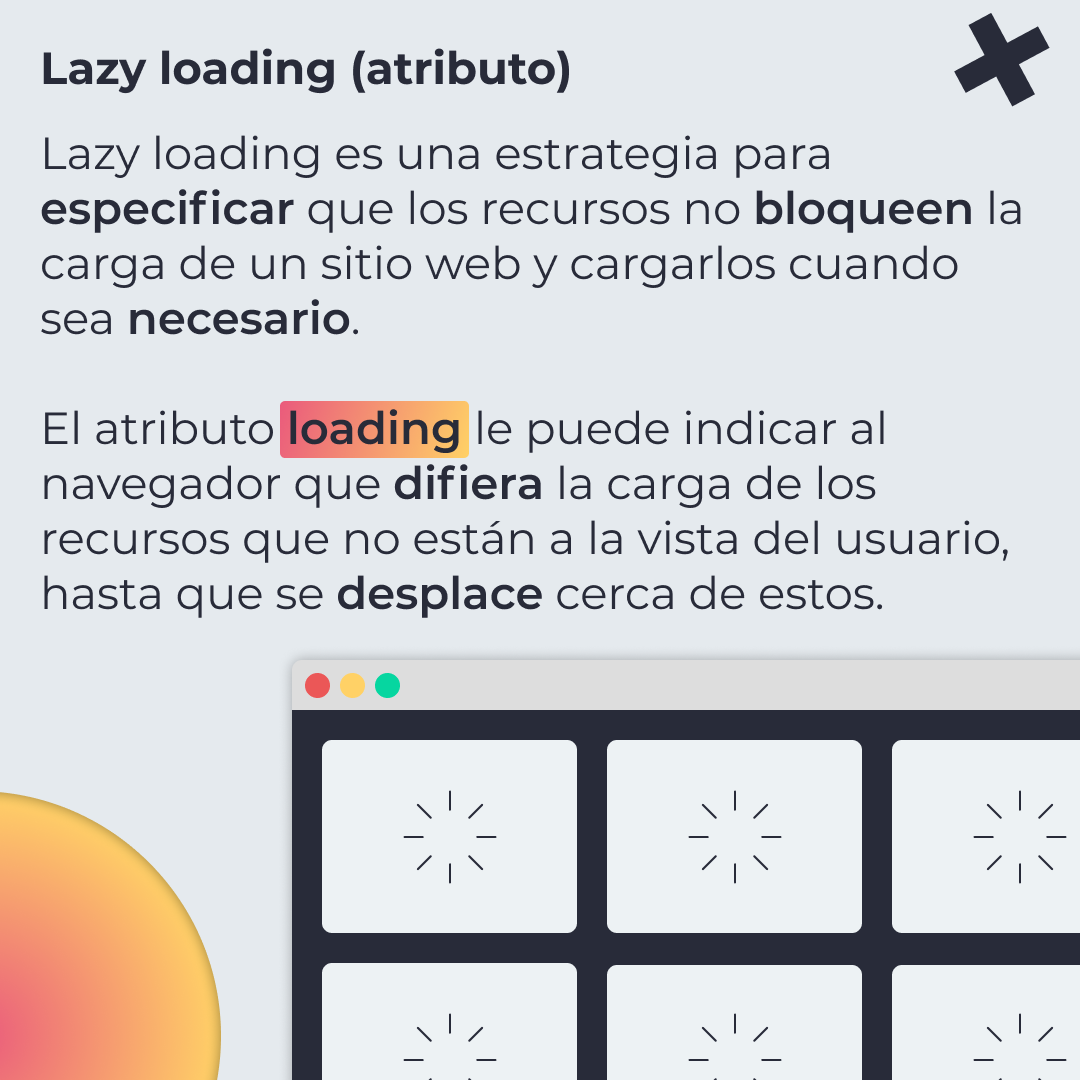 Lazy loading (atributo)
Lazy loading es una estrategia para
especificar que los recursos no bloqueen la
carga de un sitio web y cargarlos cuando
sea necesario.
El atributo loading le puede indicar al
navegador que difiera la carga de los
recursos que no están a la vista del usuario,
hasta que se desplace cerca de estos.